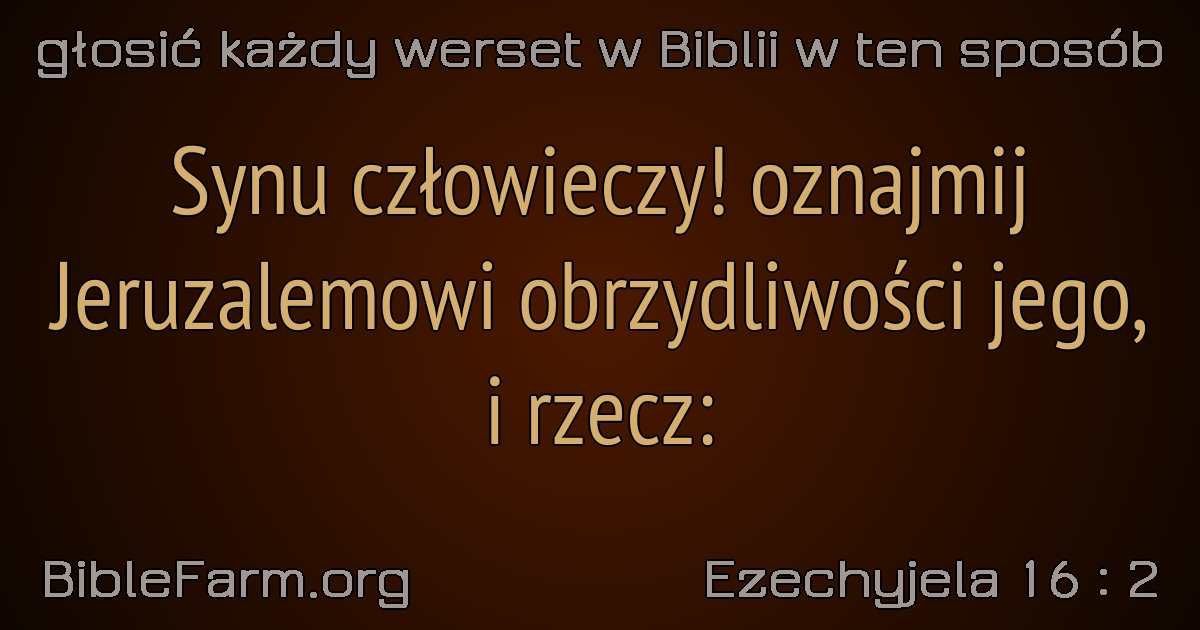 głosić każdy werset w Biblii w ten sposób
Synu człowieczy! oznajmij
Jeruzalemowi obrzydliwości jego,
i rzecz:
BibleFarm.org
Ezechyjela 16 : 2